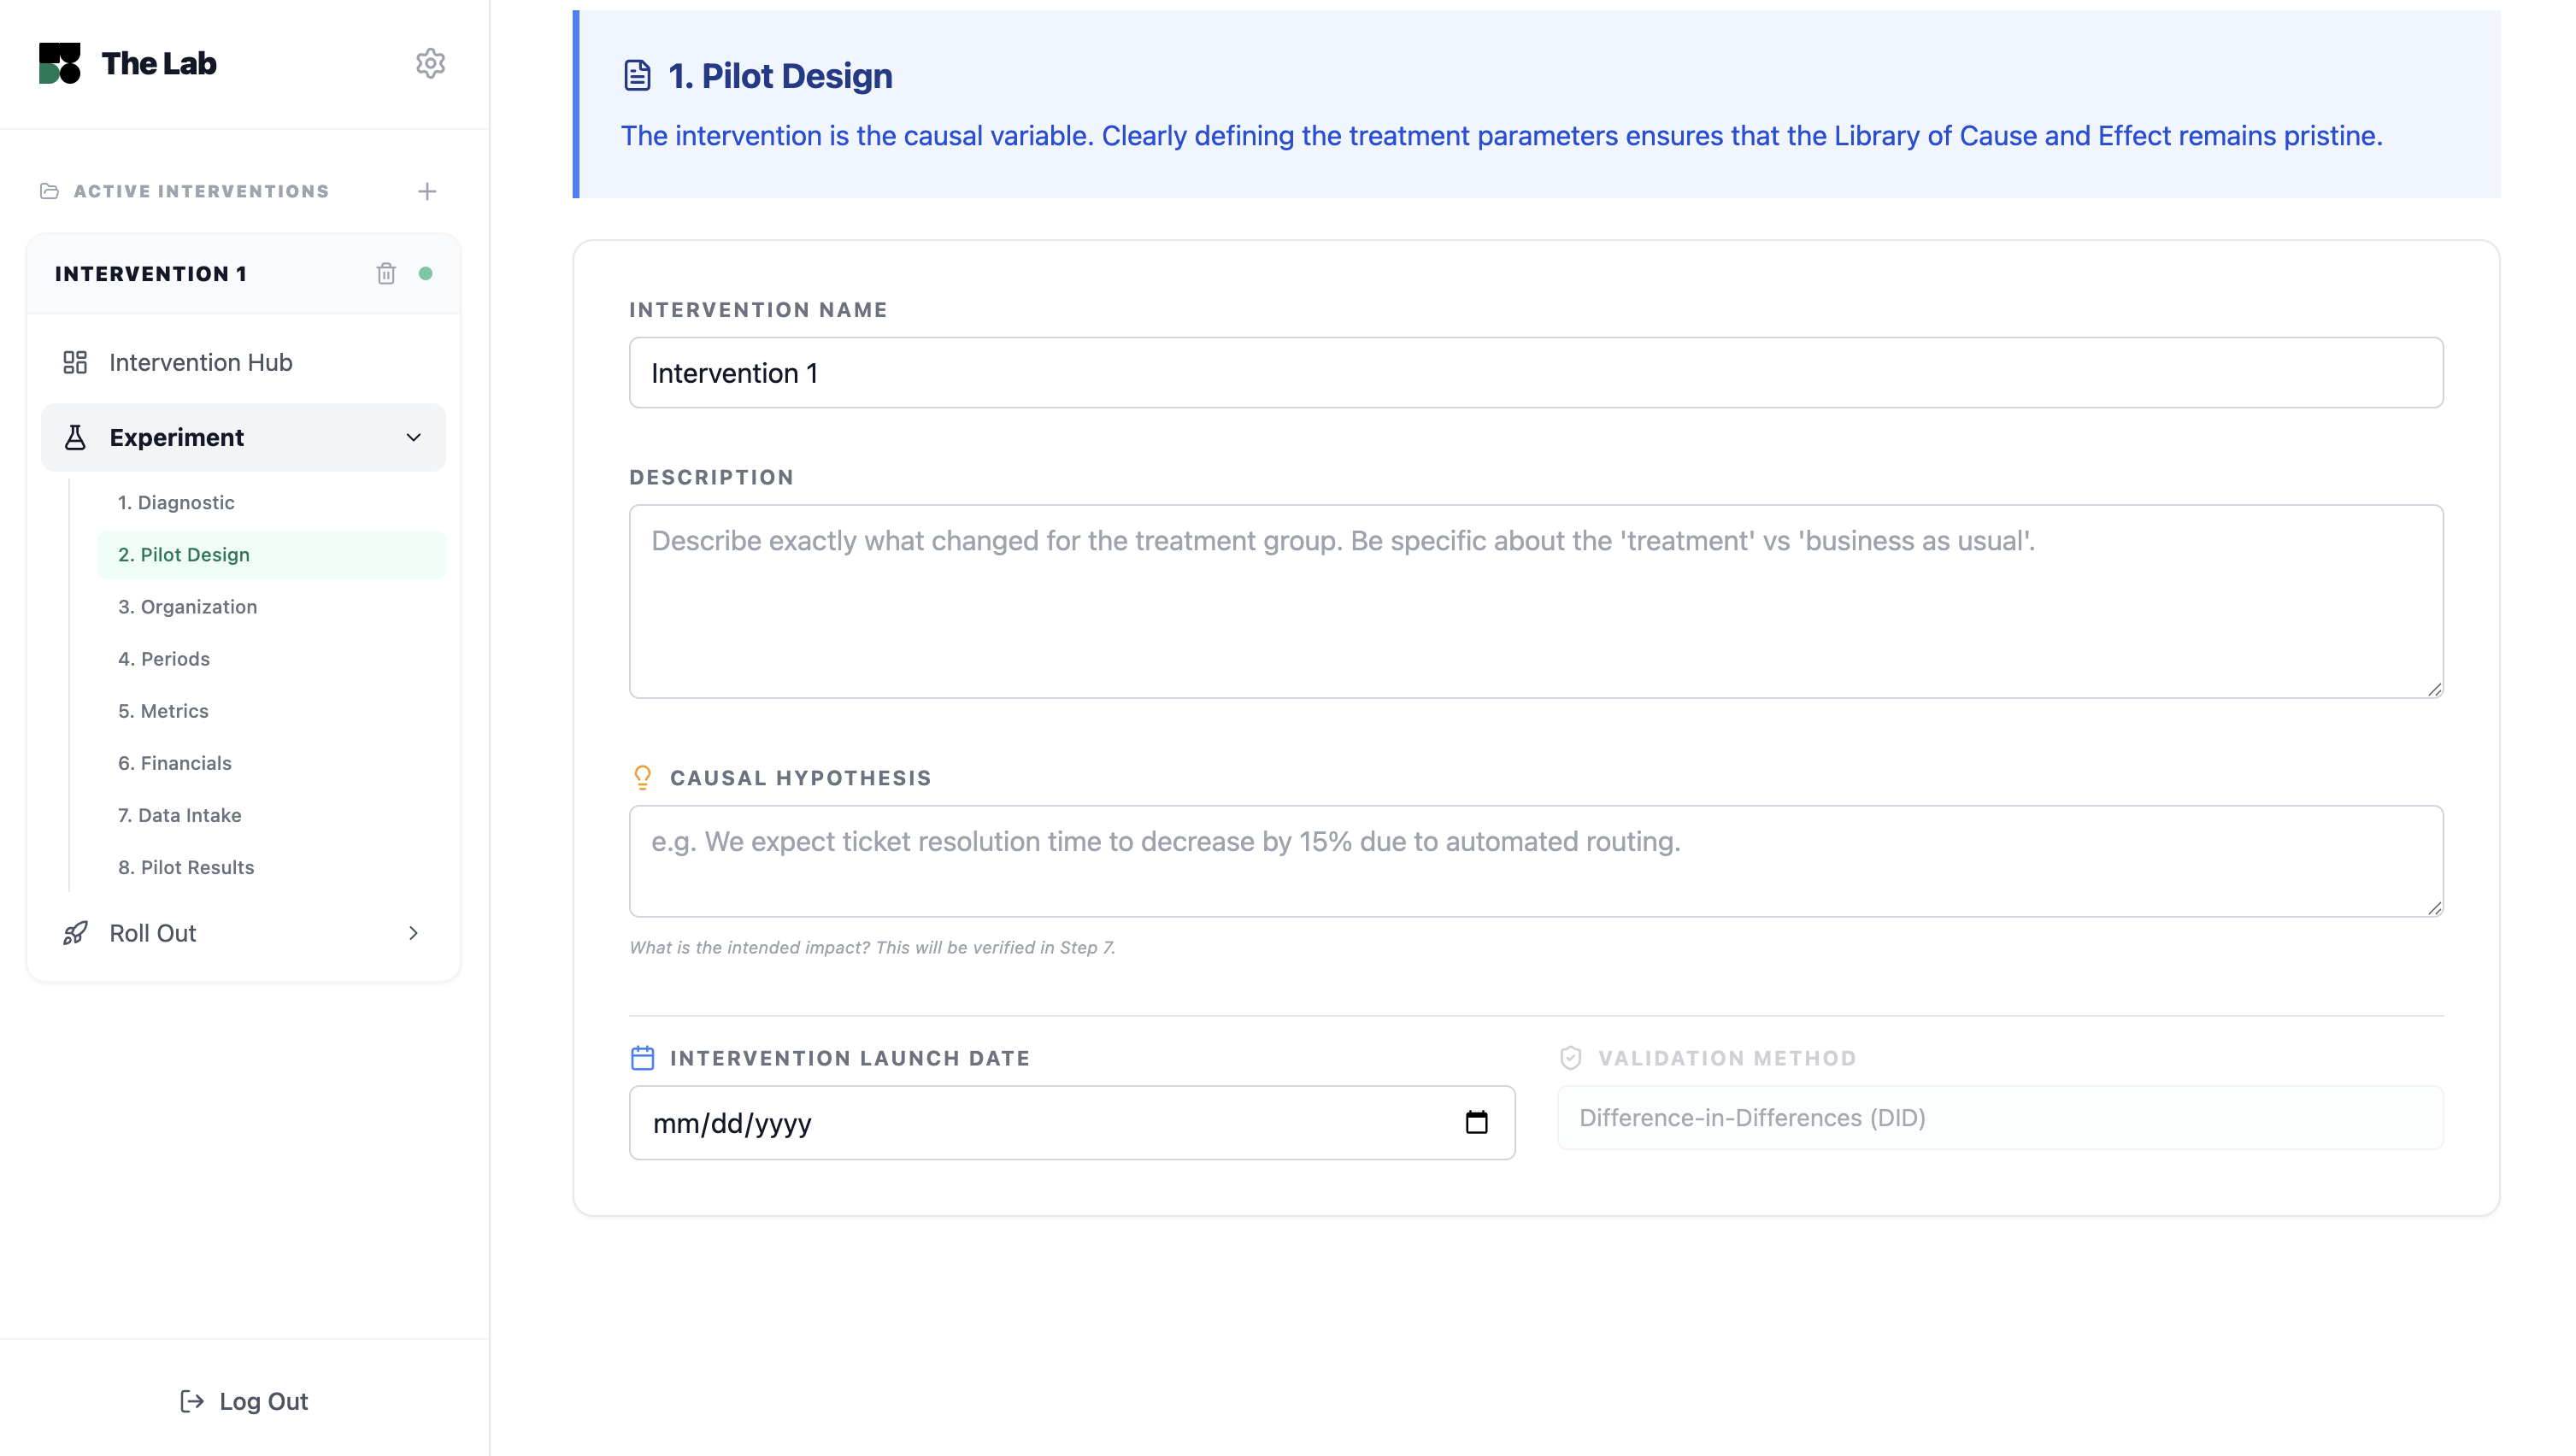 The Lab
ACTIVE INTERVENTIONS
INTERVENTION 1
Intervention Hub
Experiment
1. Diagnostic
2. Pilot Design
3. Organization
4. Periods
5. Metrics
6. Financials
7. Data Intake
8. Pilot Results
Roll Out
Log Out
1. Pilot Design
The intervention is the causal variable. Clearly defining the treatment parameters ensures that the Library of Cause and Effect remains pristine.
INTERVENTION NAME
Intervention 1
DESCRIPTION
Describe exactly what changed for the treatment group. Be specific about the 'treatment' vs 'business as usual'.
CAUSAL HYPOTHESIS
e.g. We expect ticket resolution time to decrease by 15% due to automated routing.
What is the intended impact? This will be verified in Step 7.
INTERVENTION LAUNCH DATE
mm/dd/yyyy
VALIDATION METHOD
Difference-in-Differences (DID)